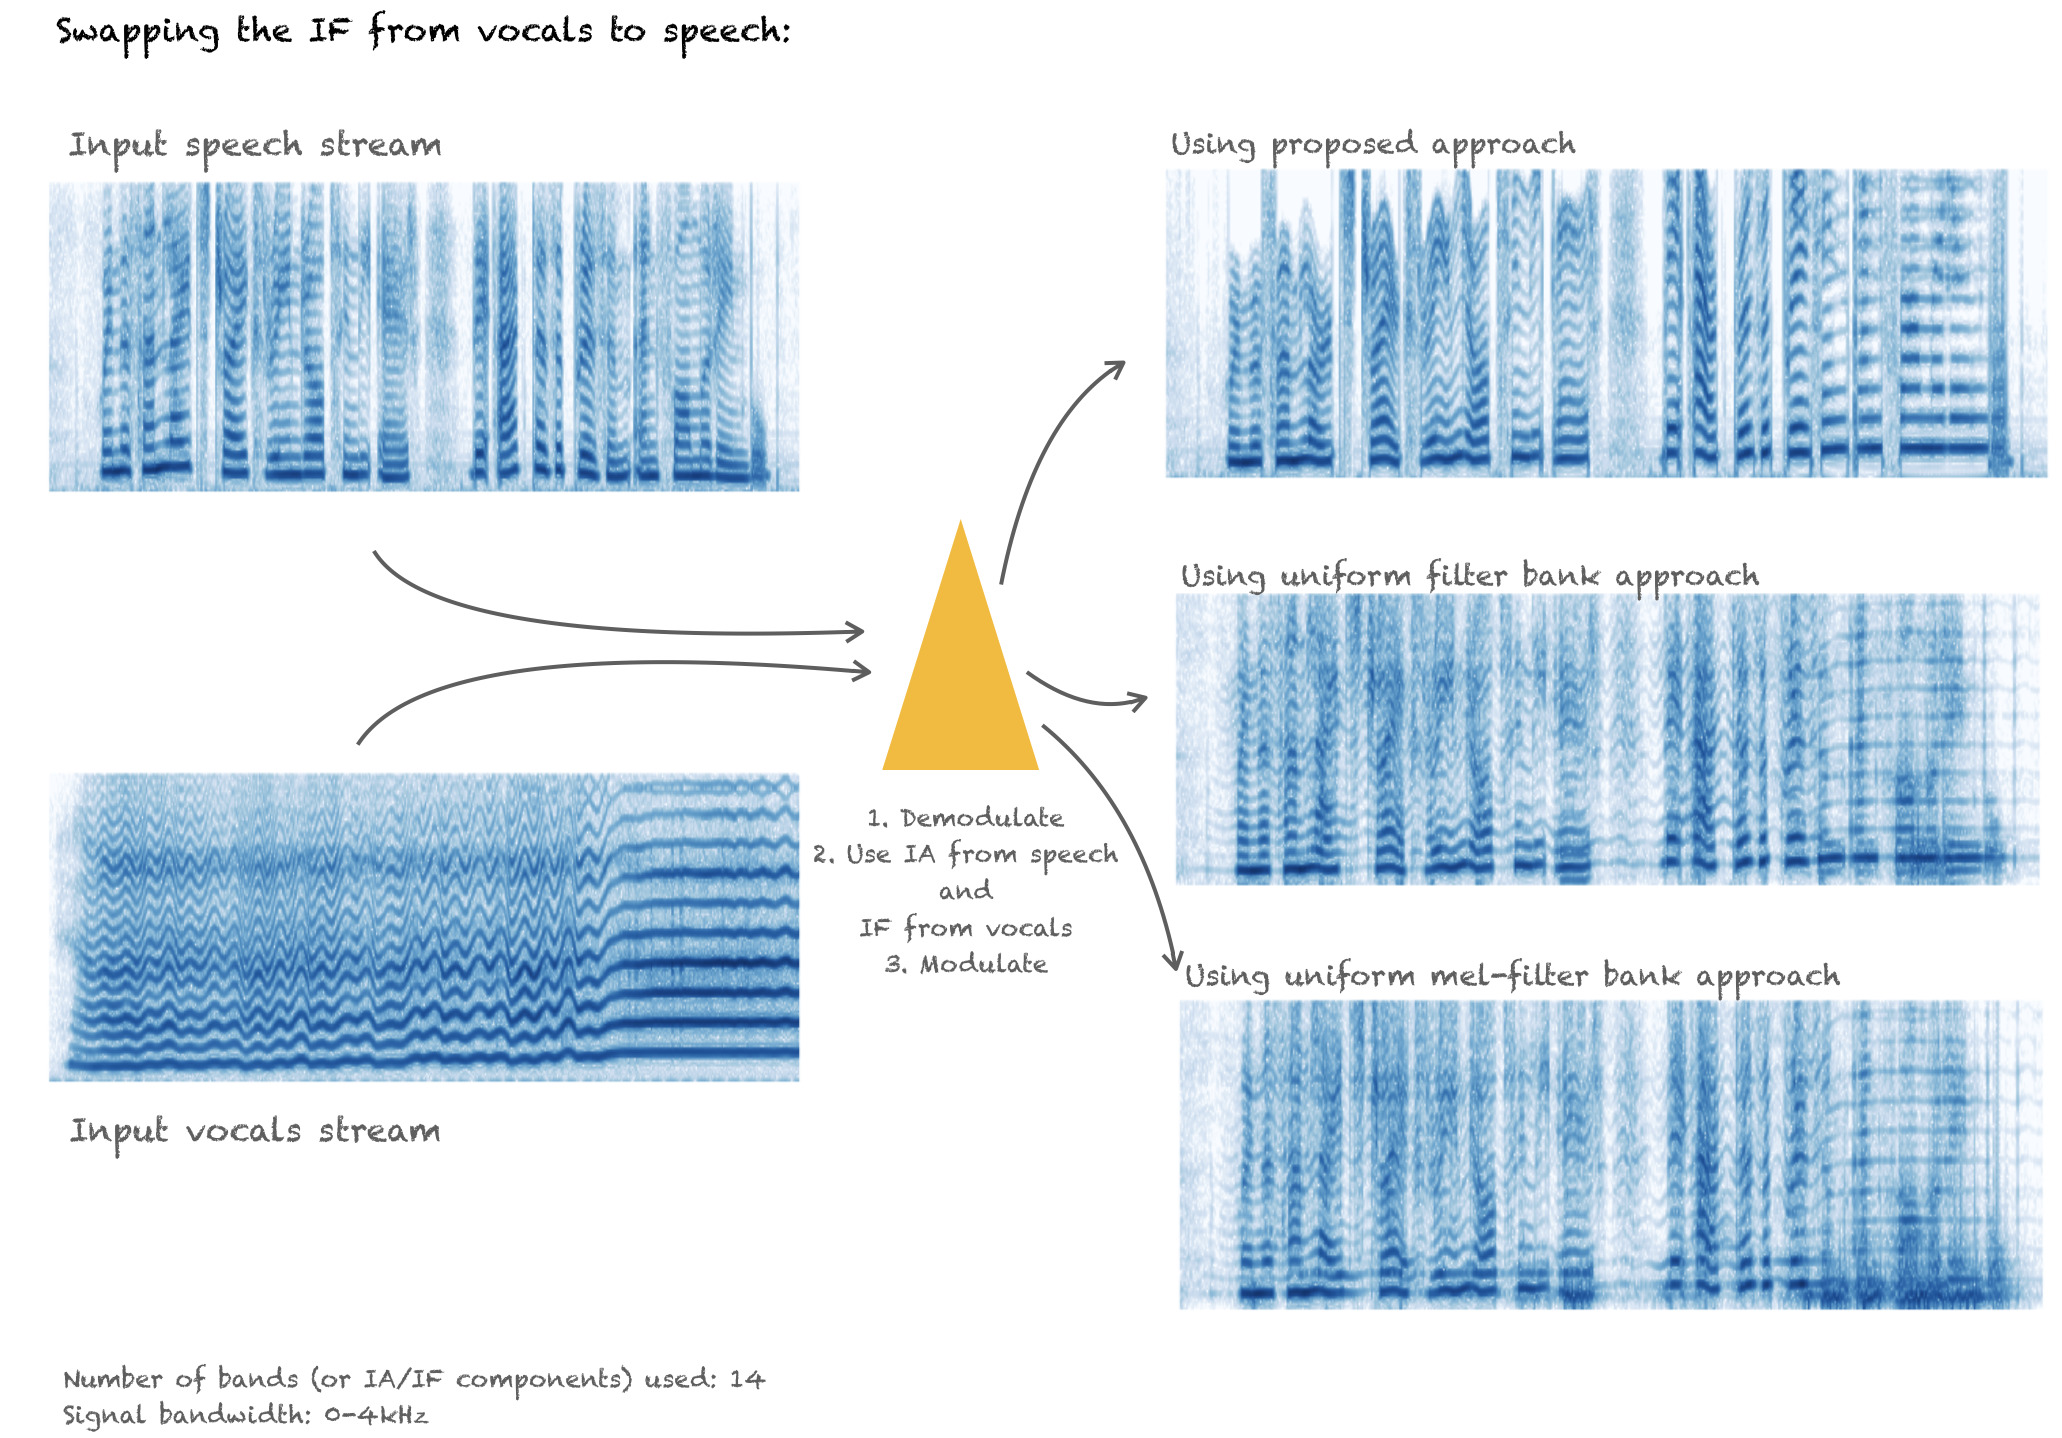 Swapping the IF from vocals to speech:
Input speech stream
Using proposed approach
Using uniform filter bank approach
1. Demodulate
2. Use IA from speech
and
IF from vocals
3. Modulate
Using uniform mel-filter bank approach
Input vocals stream
Number of bands (or IA/IF components) used: 14
Signal bandwidth: 0-4kHz